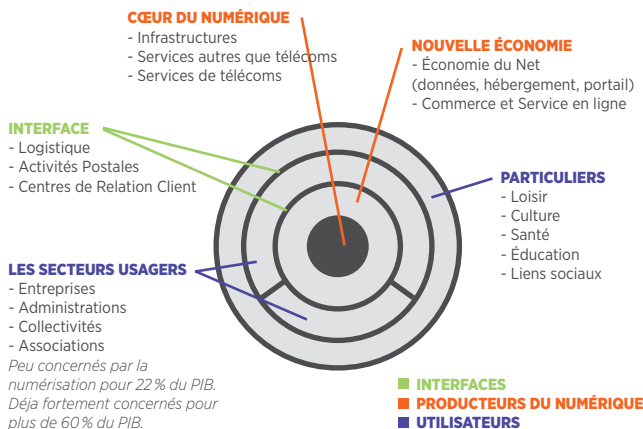 CŒUR DU NUMÉRIQUE
- Infrastructures
- Services autres que télécoms
- Services de télécoms
NOUVELLE ÉCONOMIE
- Économie du Net
(données, hébergement, portail)
- Commerce et Service en ligne
INTERFACE
- Logistique
- Activités Postales
- Centres de Relation Client
PARTICULIERS
- Loisir
- Culture
- Santé
- Éducation
- Liens sociaux
LES SECTEURS USAGERS
- Entreprises
- Administrations
- Collectivités
- Associations
Peu concernés par la
numérisation pour 22 % du PIB.
Déja fortement concernés pour
plus de 60 % du PIB.
INTERFACES
PRODUCTEURS DU NUMÉRIQUE
UTILISATEURS